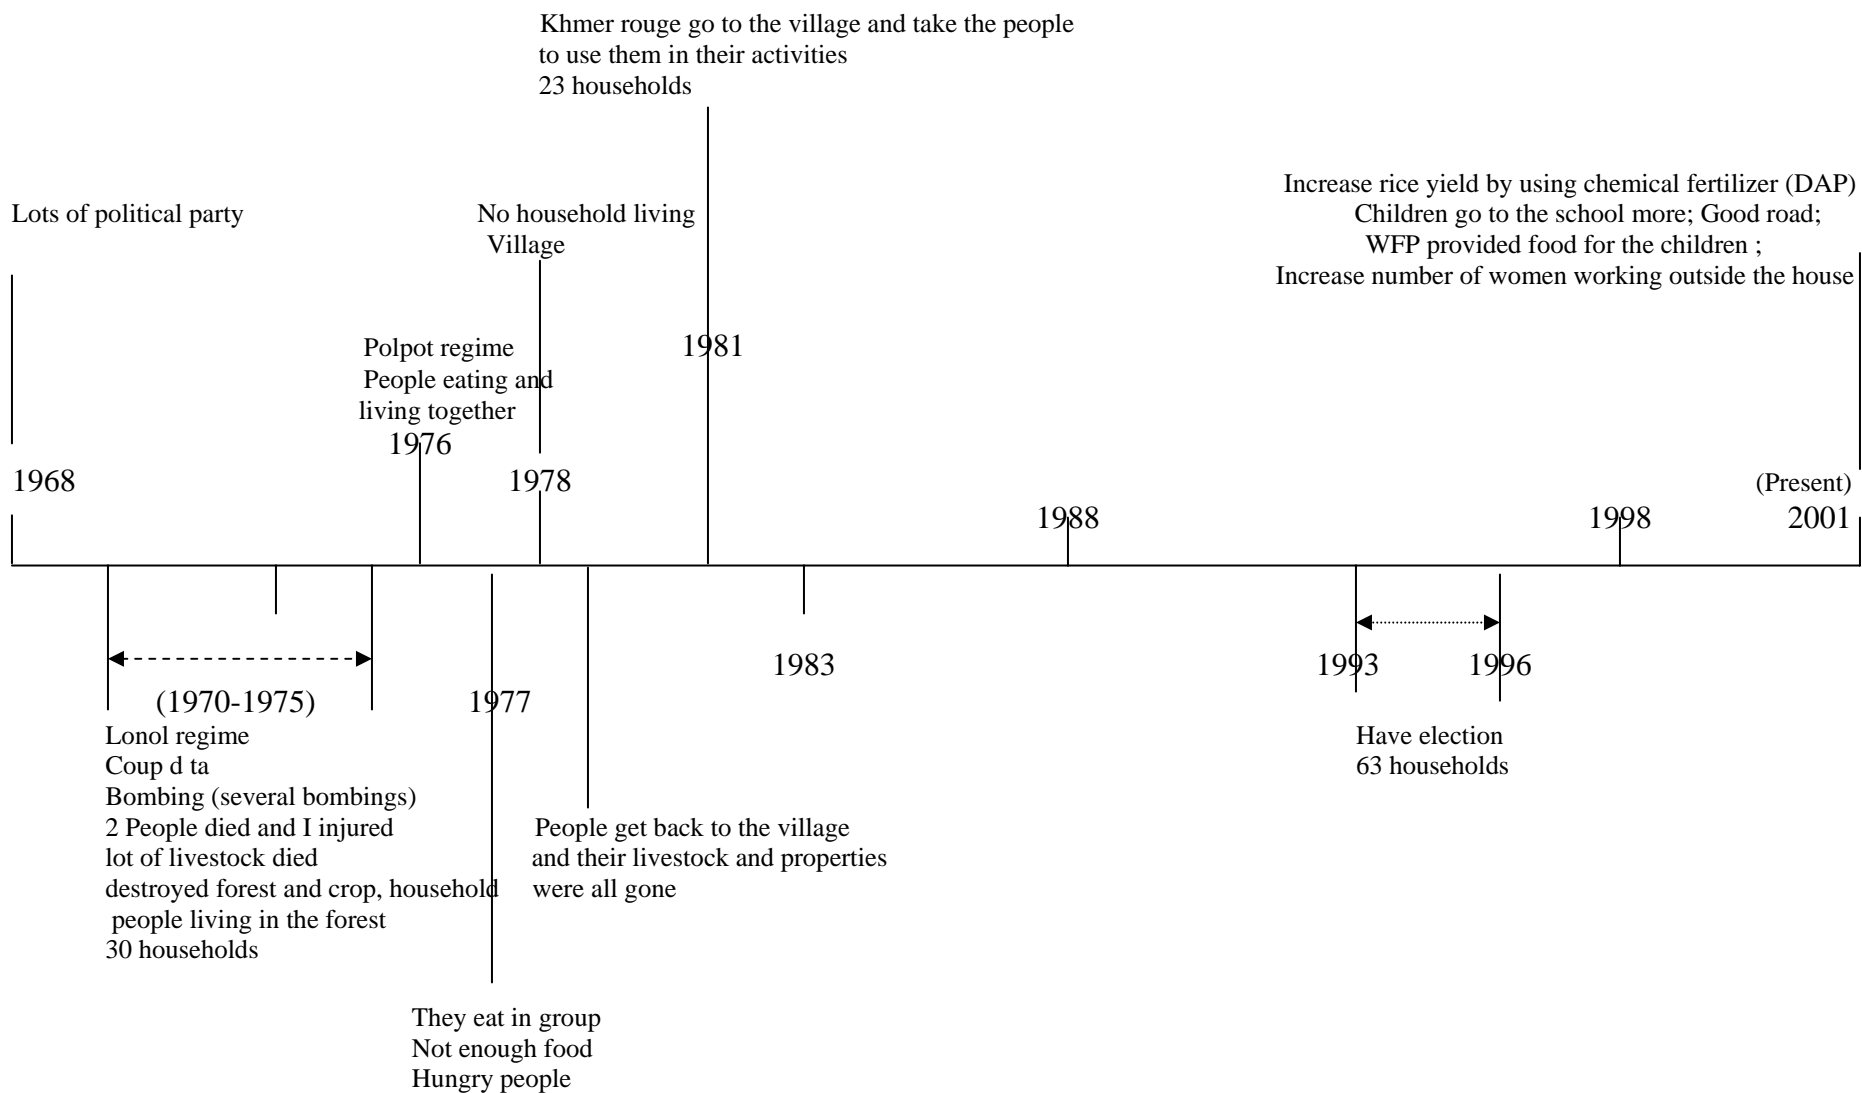 Khmer rouge go to the village and take the people
to use them in their activities
23 households
Increase rice yield by using chemical fertilizer (DAP)
Children go to the school more; Good road;
WFP provided food for the children ;
Increase number of women working outside the house
Lots of political party
No household living
Village
Polpot regime
People eating and
living together
1976
1981
1968
1978
(Present)
1988
1998
2001
1983
1993
1996
(1970-1975)
1977
Lonol regime
Coup d ta
Bombing (several bombings)
2 People died and I injured
lot of livestock died
destroyed forest and crop, household
people living in the forest
30 households
Have election
63 households
People get back to the village
and their livestock and properties
were all gone
They eat in group
Not enough food
Hungry people